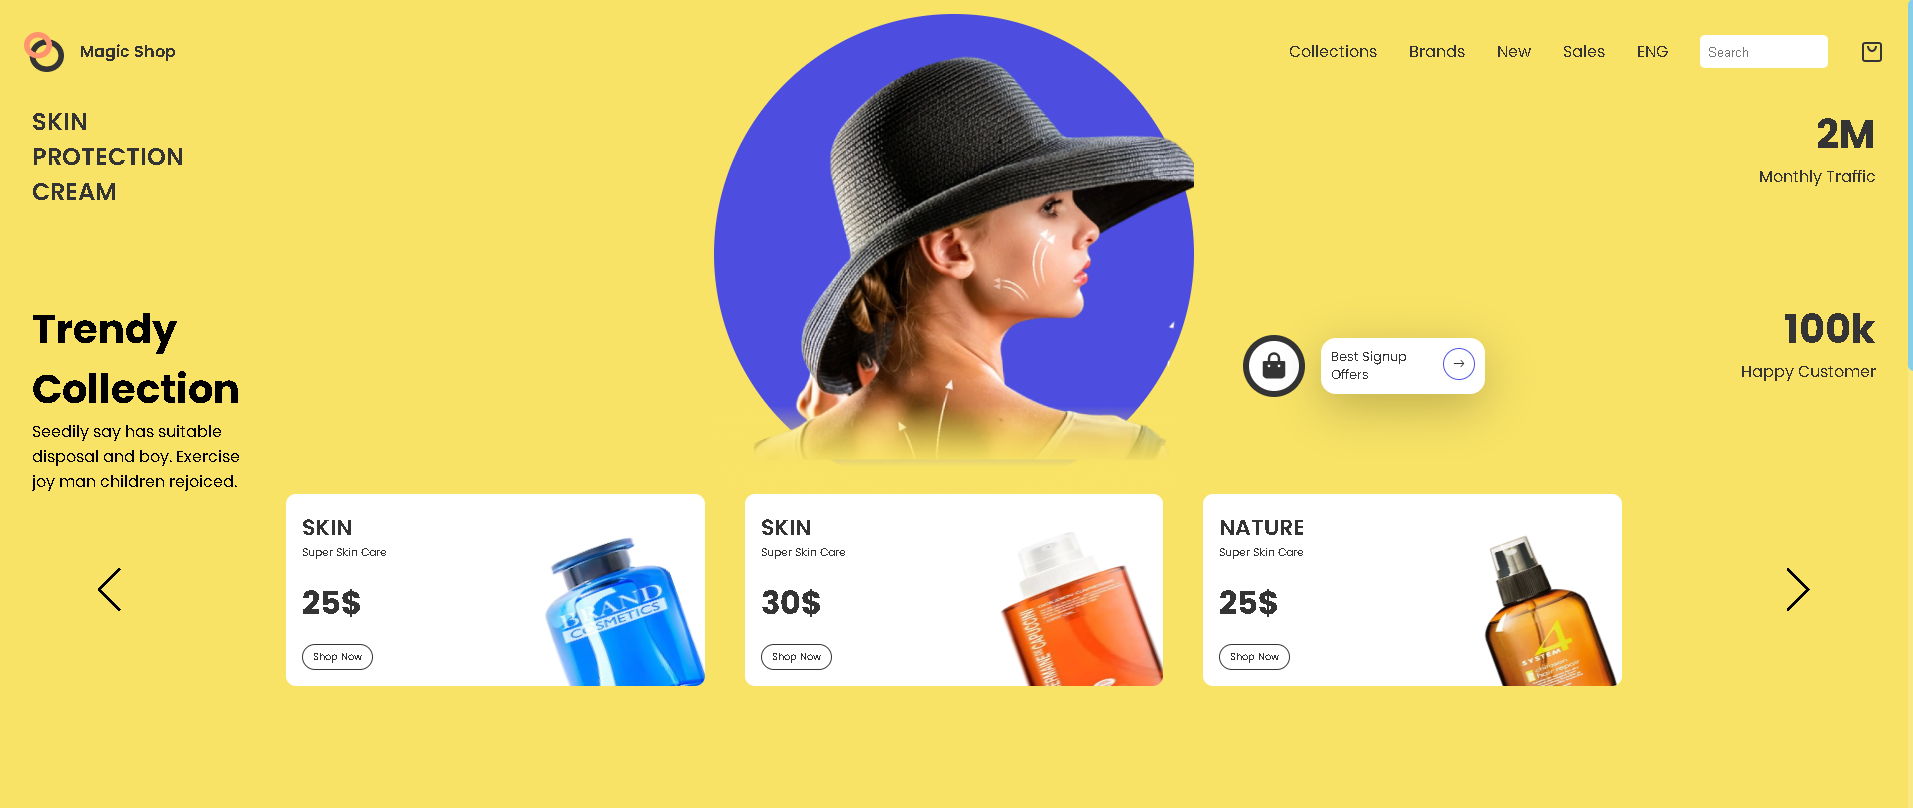 Magic Shop
Collections
Brands
New
Sales
ENG
Search
SKIN
PROTECTION
CREAM
2M
Monthly Traffic
Trendy
Collection
Seedily say has suitable
disposal and boy. Exercise
joy man children rejoiced.
Best Signup
Offers
100k
Happy Customer
SKIN
Super Skin Care
25$
Shop Now
BRAND
COSMETICS
SKIN
Super Skin Care
30$
Shop Now
NATURE
Super Skin Care
25$
Shop Now
4
SYSTEM